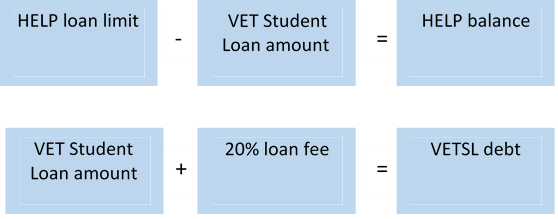 HELP loan limit - VET Student Loan amount = HELP balance
VET Student Loan amount + 20% loan fee = VETSL debt